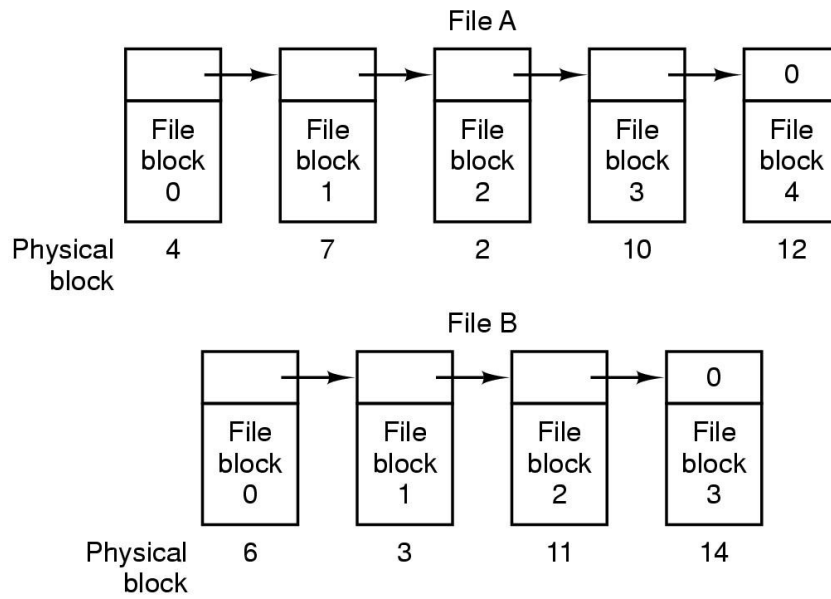 File A
0
File block 0
File block 1
File block 2
File block 3
File block 4
Physical block
4 7 2 10 12
File B
0
File block 0
File block 1
File block 2
File block 3
Physical block
6 3 11 14